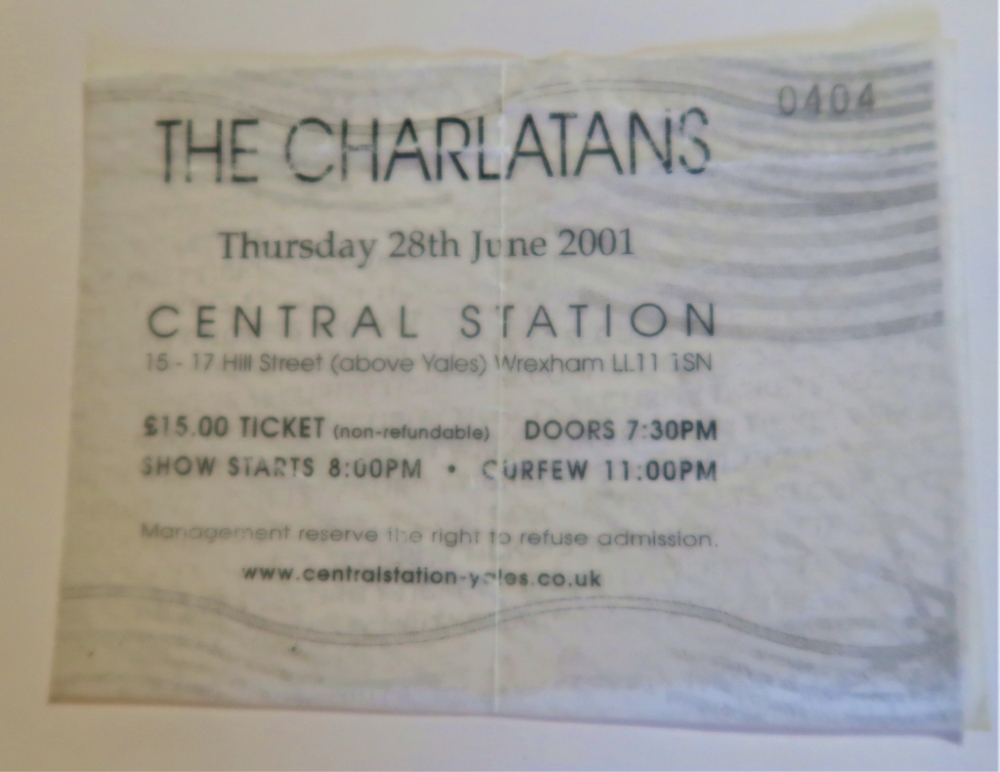 0404
THE CHARLATANS
Thursday 28th June 2001
CENTRAL STATION
15 - 17 Hill Street (above Yales) Wrexham LL11 1SN
£15.00 TICKET (non-refundable) DOORS 7:30PM
SHOW STARTS 8:00PM • CURFEW 11:00PM
Management reserve the right to refuse admission.
www.centralstation-yales.co.uk